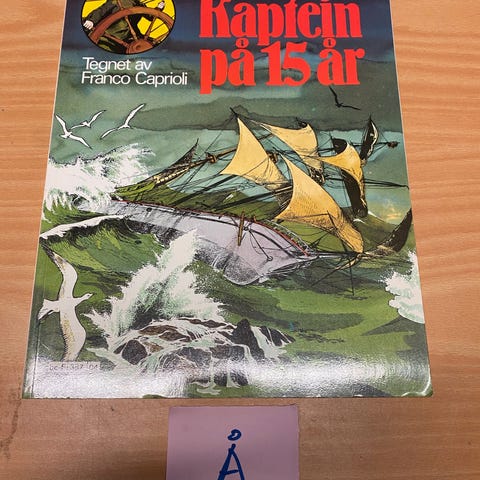 Kaptein
på 15 år
Tegnet av
Franco Caprioli
Å